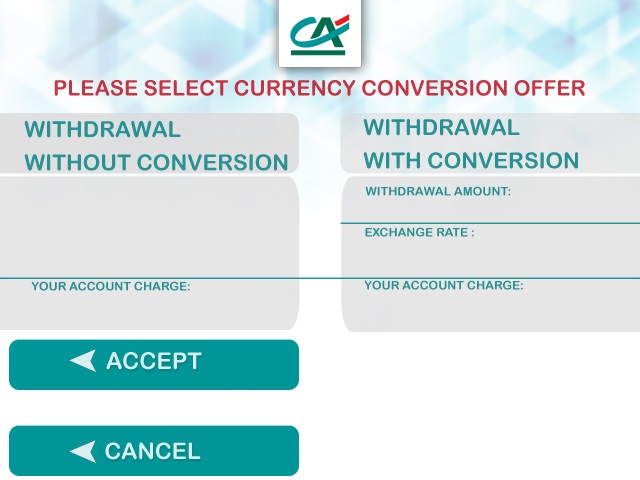 CA
PLEASE SELECT CURRENCY CONVERSION OFFER
WITHDRAWAL
WITHOUT CONVERSION
YOUR ACCOUNT CHARGE:
WITHDRAWAL
WITH CONVERSION
WITHDRAWAL AMOUNT:
EXCHANGE RATE :
YOUR ACCOUNT CHARGE:
ACCEPT
CANCEL